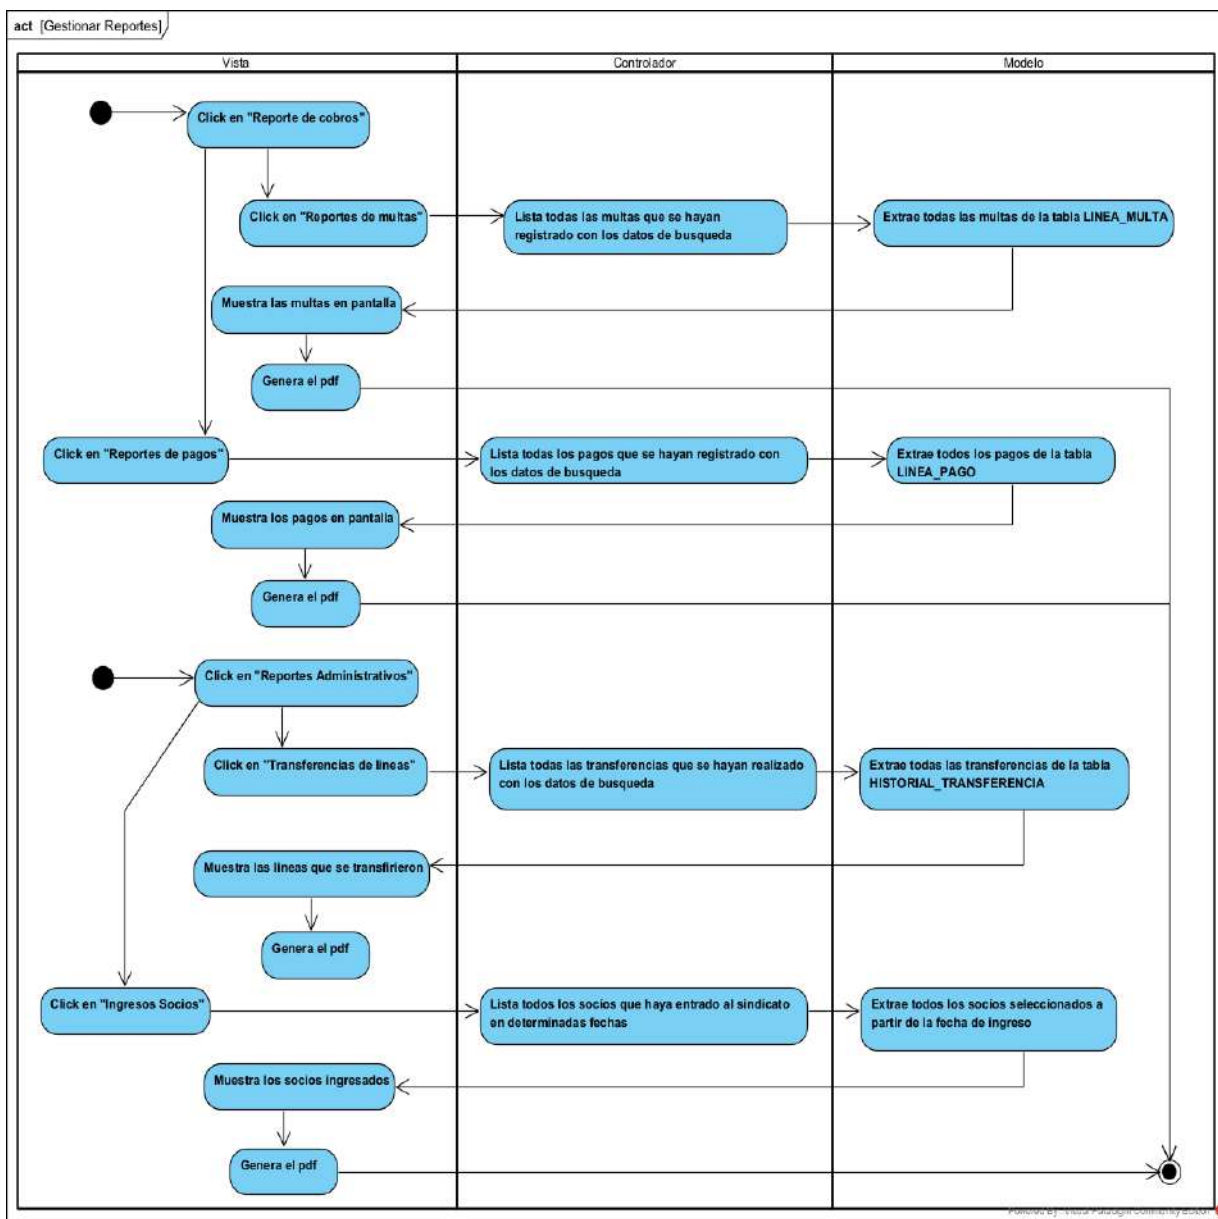 act [Gestionar Reportes]
Vista
Controlador
Modelo
Click en "Reporte de cobros"
Click en "Reportes de multas"
Lista todas las multas que se hayan
registrado con los datos de busqueda
Extrae todas las multas de la tabla LINEA_MULTA
Muestra las multas en pantalla
Genera el pdf
Click en "Reportes de pagos"
Lista todas los pagos que se hayan registrado con
los datos de busqueda
Extrae todos los pagos de la tabla
LINEA_PAGO
Muestra los pagos en pantalla
Genera el pdf
Click en "Reportes Administrativos"
Click en "Transferencias de lineas"
Lista todas las transferencias que se hayan realizado
con los datos de busqueda
Extrae todas las transferencias de la tabla
HISTORIAL_TRANSFERENCIA
Muestra las lineas que se transfirieron
Genera el pdf
Click en "Ingresos Socios"
Lista todos los socios que haya entrado al sindicato
en determinadas fechas
Extrae todos los socios seleccionados a
partir de la fecha de ingreso
Muestra los socios ingresados
Genera el pdf
Powered By Visual Paradigm Community Edition